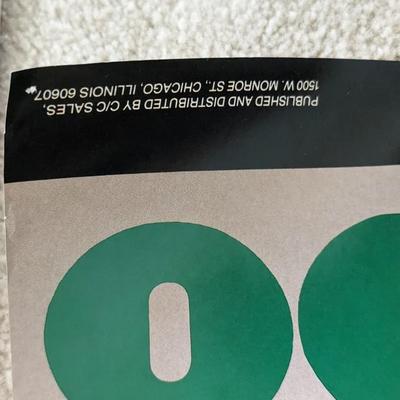 PUBLISHED AND DISTRIBUTED BY C/C SALES,
1500 W. MONROE ST., CHICAGO, ILLINOIS 60607